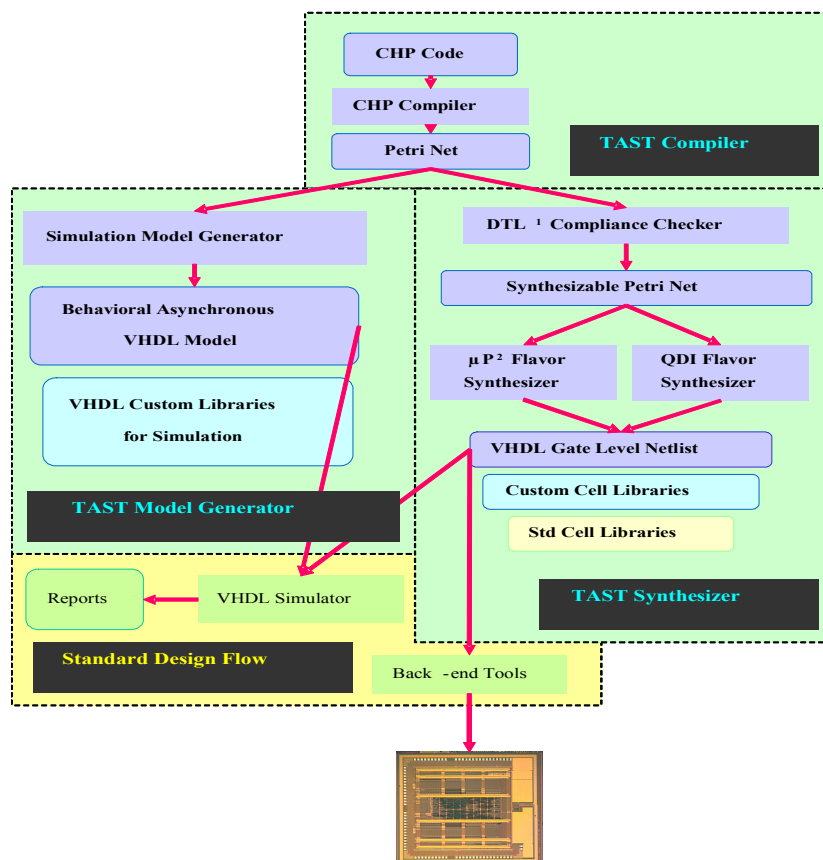 CHP Code
CHP Compiler
Petri Net
TAST Compiler
Simulation Model Generator
Behavioral Asynchronous
VHDL Model
VHDL Custom Libraries
for Simulation
TAST Model Generator
DTL ¹ Compliance Checker
Synthesizable Petri Net
µP² Flavor
Synthesizer
QDI Flavor
Synthesizer
VHDL Gate Level Netlist
Custom Cell Libraries
Std Cell Libraries
TAST Synthesizer
Reports
VHDL Simulator
Standard Design Flow
Back -end Tools